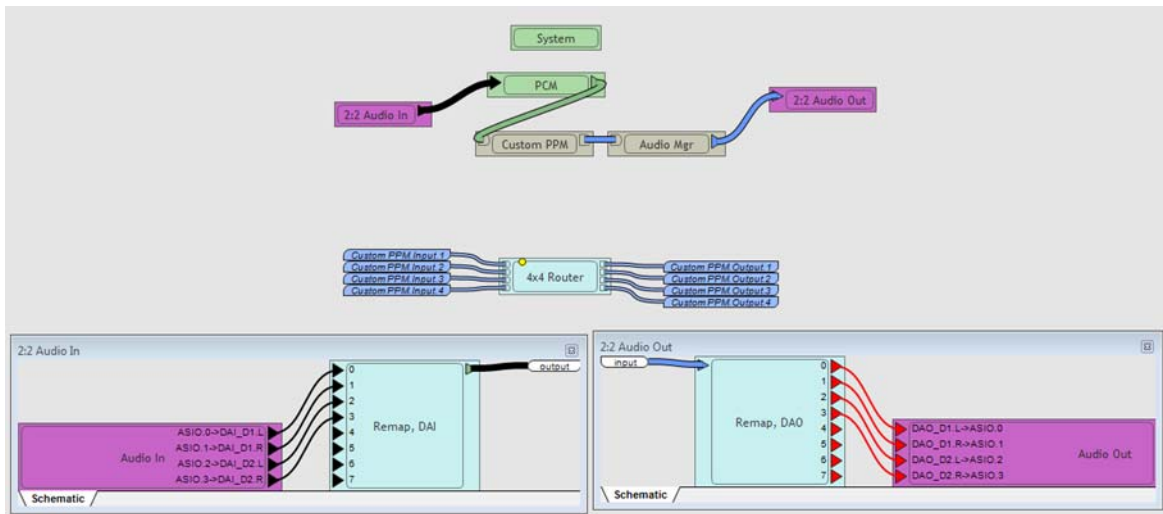 System
PCM
2:2 Audio In
2:2 Audio Out
Custom PPM
Audio Mgr
Custom PPM Input.1
Custom PPM Input.2
Custom PPM Input.3
Custom PPM Input.4
4x4 Router
Custom PPM Output.1
Custom PPM Output.2
Custom PPM Output.3
Custom PPM Output.4
2:2 Audio In
output
0
1
2
3
4
5
6
7
Remap, DAI
Audio In
ASIO.0->DAI_D1.L
ASIO.1->DAI_D1.R
ASIO.2->DAI_D2.L
ASIO.3->DAI_D2.R
Schematic
2:2 Audio Out
input
Remap, DAO
0
1
2
3
4
5
6
7
DAO_D1.L->ASIO.0
DAO_D1.R->ASIO.1
DAO_D2.L->ASIO.2
DAO_D2.R->ASIO.3
Audio Out
Schematic